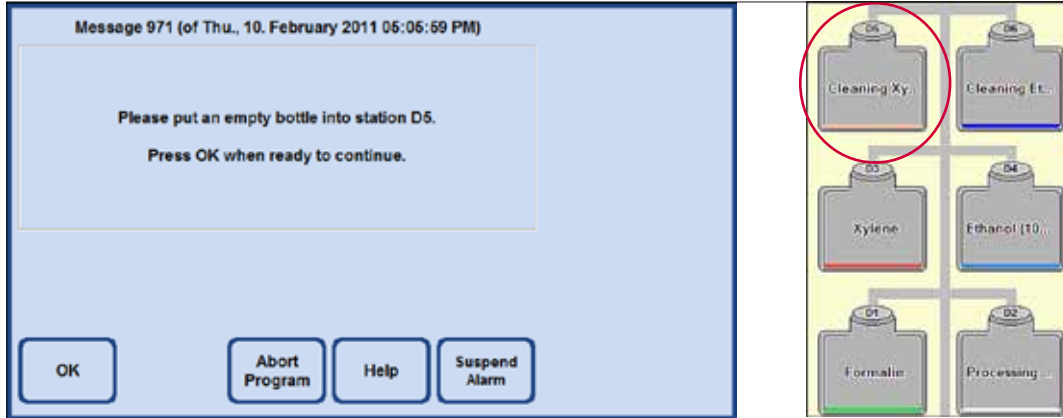 Message 971 (of Thu., 10. February 2011 05:05:59 PM)
Please put an empty bottle into station D5.
Press OK when ready to continue.
OK
Abort
Program
Help
Suspend
Alarm
D5
D6
Cleaning Xy..
Cleaning Et...
D3
D4
Xylene
Ethanol (10...
D1
D2
Formalin
Processing ...